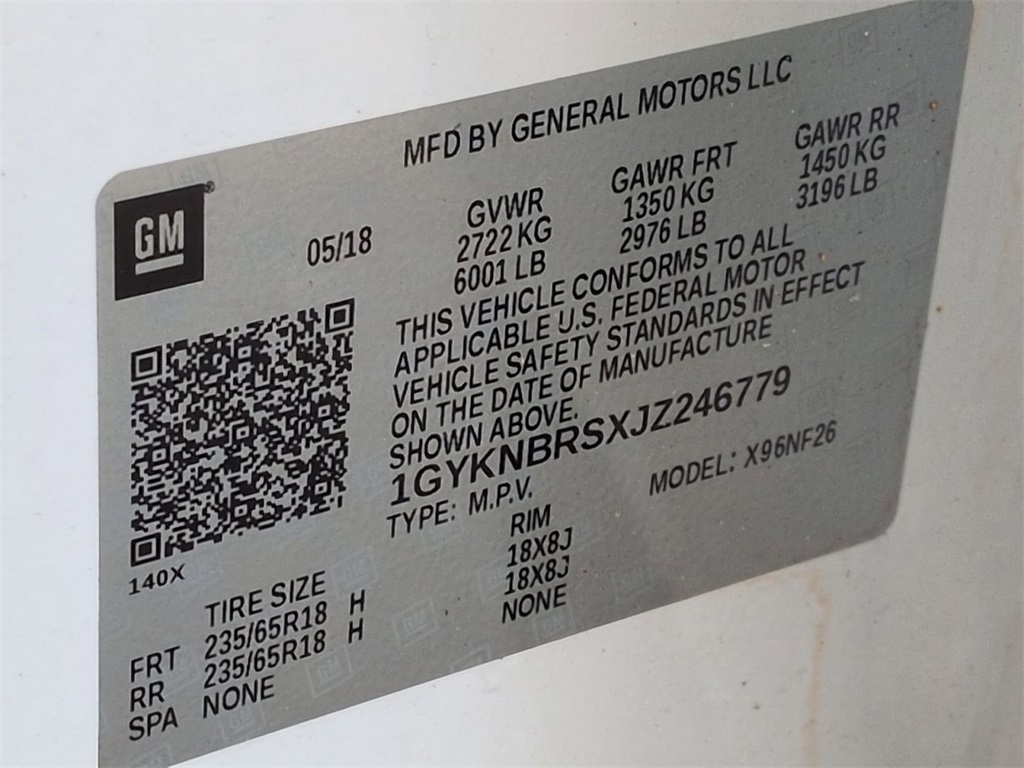 MFD BY GENERAL MOTORS LLC
GM®
05/18
GVWR GAWR FRT GAWR RR
2722 KG 1350 KG 1450 KG
6001 LB 2976 LB 3196 LB
THIS VEHICLE CONFORMS TO ALL
APPLICABLE U.S. FEDERAL MOTOR
VEHICLE SAFETY STANDARDS IN EFFECT
ON THE DATE OF MANUFACTURE
SHOWN ABOVE.
1GYKNBRSXJZ246779
TYPE: M.P.V. MODEL: X96NF26
140X
TIRE SIZE RIM
FRT 235/65R18 H 18X8J
RR 235/65R18 H 18X8J
SPA NONE NONE